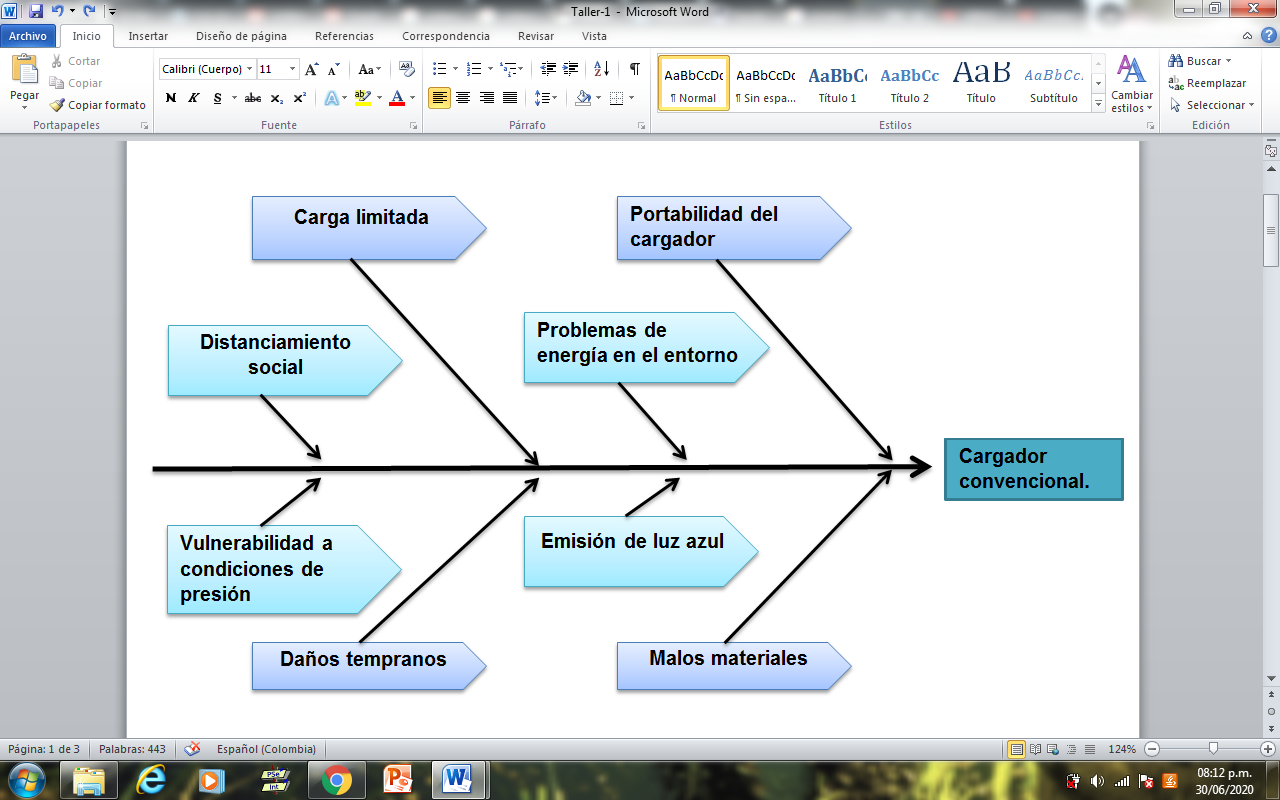 Taller-1 - Microsoft Word
Archivo
Inicio
Insertar
Diseño de página
Referencias
Correspondencia
Revisar
Vista
Pegar
Cortar
Copiar
Copiar formato
Portapapeles
Calibri (Cuerpo)
11
Fuente
Párrafo
AaBbCcDc
¶ Normal
AaBbCcDc
¶ Sin espa...
AaBbC
Título 1
AaBbCc
Título 2
AaB
Título
AaBbCc.
Subtítulo
Estilos
Cambiar
estilos
Buscar
Reemplazar
Seleccionar
Edición
Carga limitada
Portabilidad del
cargador
Distanciamiento
social
Problemas de
energía en el entorno
Cargador
convencional.
Vulnerabilidad a
condiciones de
presión
Emisión de luz azul
Daños tempranos
Malos materiales
Página: 1 de 3
Palabras: 443
Español (Colombia)
124%
PSe
Int
08:12 p.m.
30/06/2020